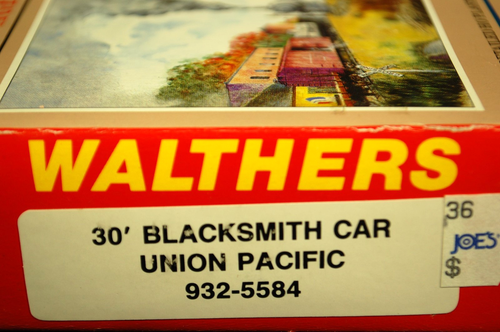 WALTHERS
30' BLACKSMITH CAR
UNION PACIFIC
932-5584
36
JOE'S
$